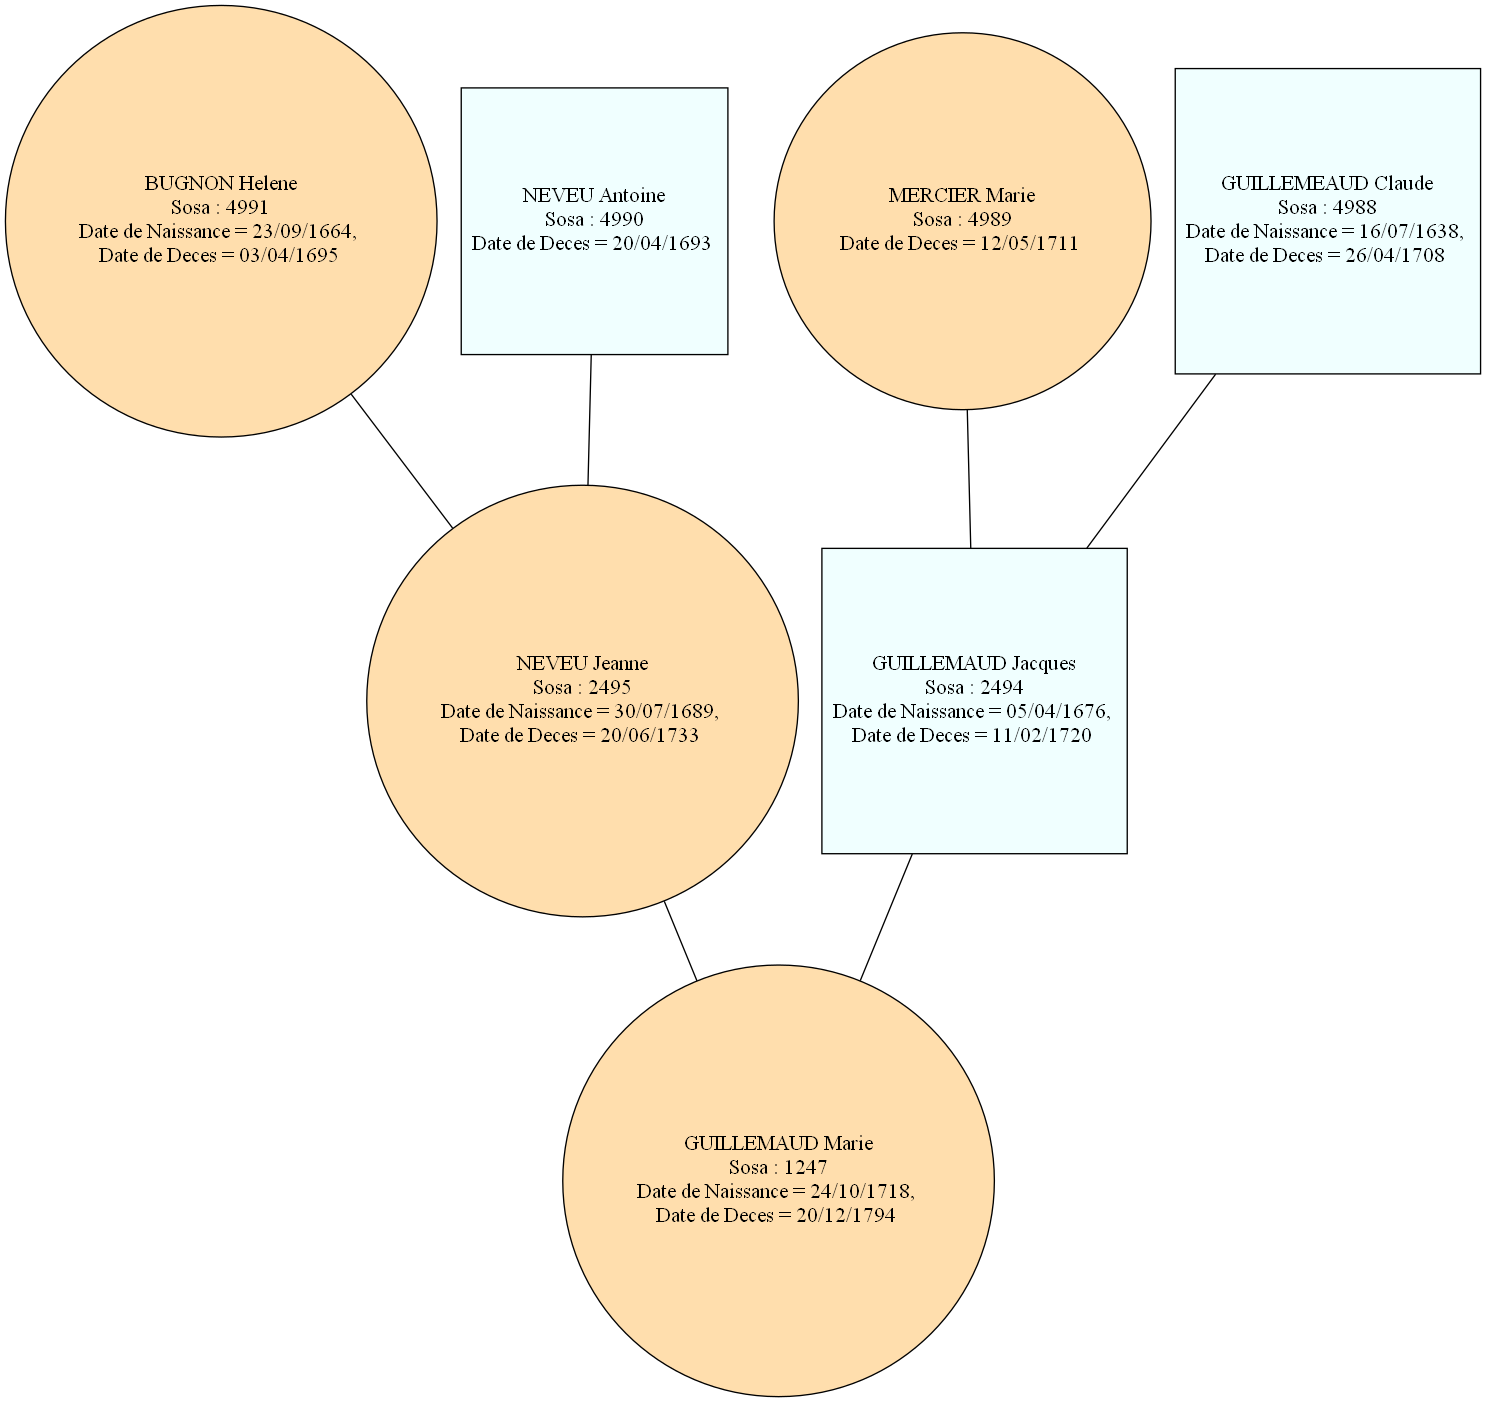 BUGNON Helene
Sosa : 4991
Date de Naissance = 23/09/1664,
Date de Deces = 03/04/1695
NEVEU Antoine
Sosa : 4990
Date de Deces = 20/04/1693
MERCIER Marie
Sosa : 4989
Date de Deces = 12/05/1711
GUILLEMEAUD Claude
Sosa : 4988
Date de Naissance = 16/07/1638,
Date de Deces = 26/04/1708
NEVEU Jeanne
Sosa : 2495
Date de Naissance = 30/07/1689,
Date de Deces = 20/06/1733
GUILLEMAUD Jacques
Sosa : 2494
Date de Naissance = 05/04/1676,
Date de Deces = 11/02/1720
GUILLEMAUD Marie
Sosa : 1247
Date de Naissance = 24/10/1718,
Date de Deces = 20/12/1794